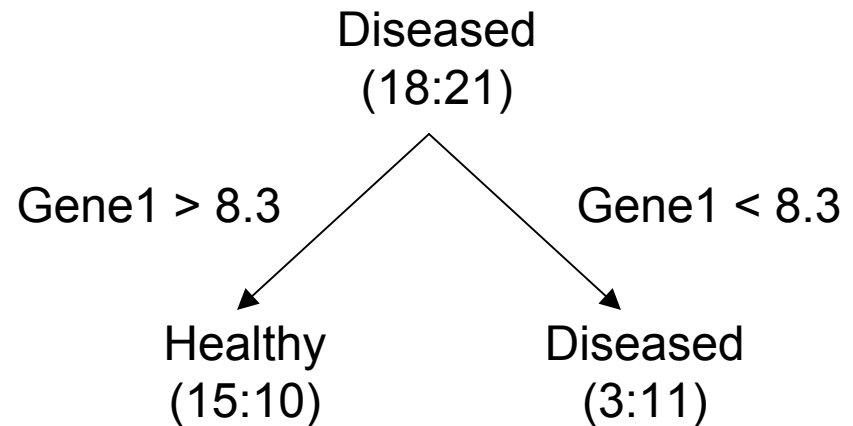 Diseased
(18:21)
Gene1 > 8.3
Gene1 < 8.3
Healthy
(15:10)
Diseased
(3:11)